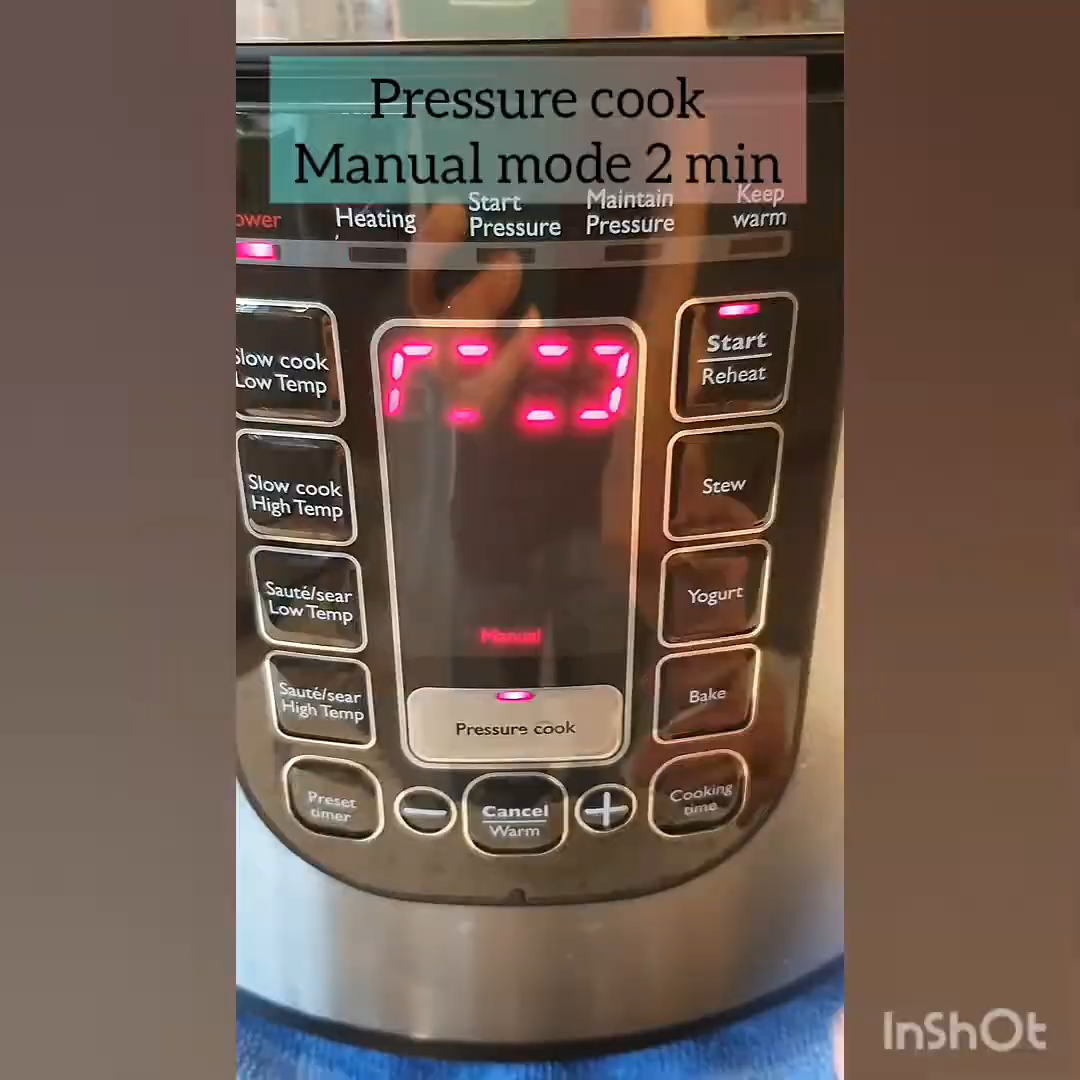 Pressure cook
Manual mode 2 min
ower
Heating
Start
Pressure
Maintain
Pressure
Keep
warm
Slow cook
Low Temp
Start
Reheat
Slow cook
High Temp
Stew
Sauté/sear
Low Temp
Yogurt
Manual
Sauté/sear
High Temp
Bake
Pressure cook
Preset
timer
Cancel
Warm
Cooking
time
InShOt